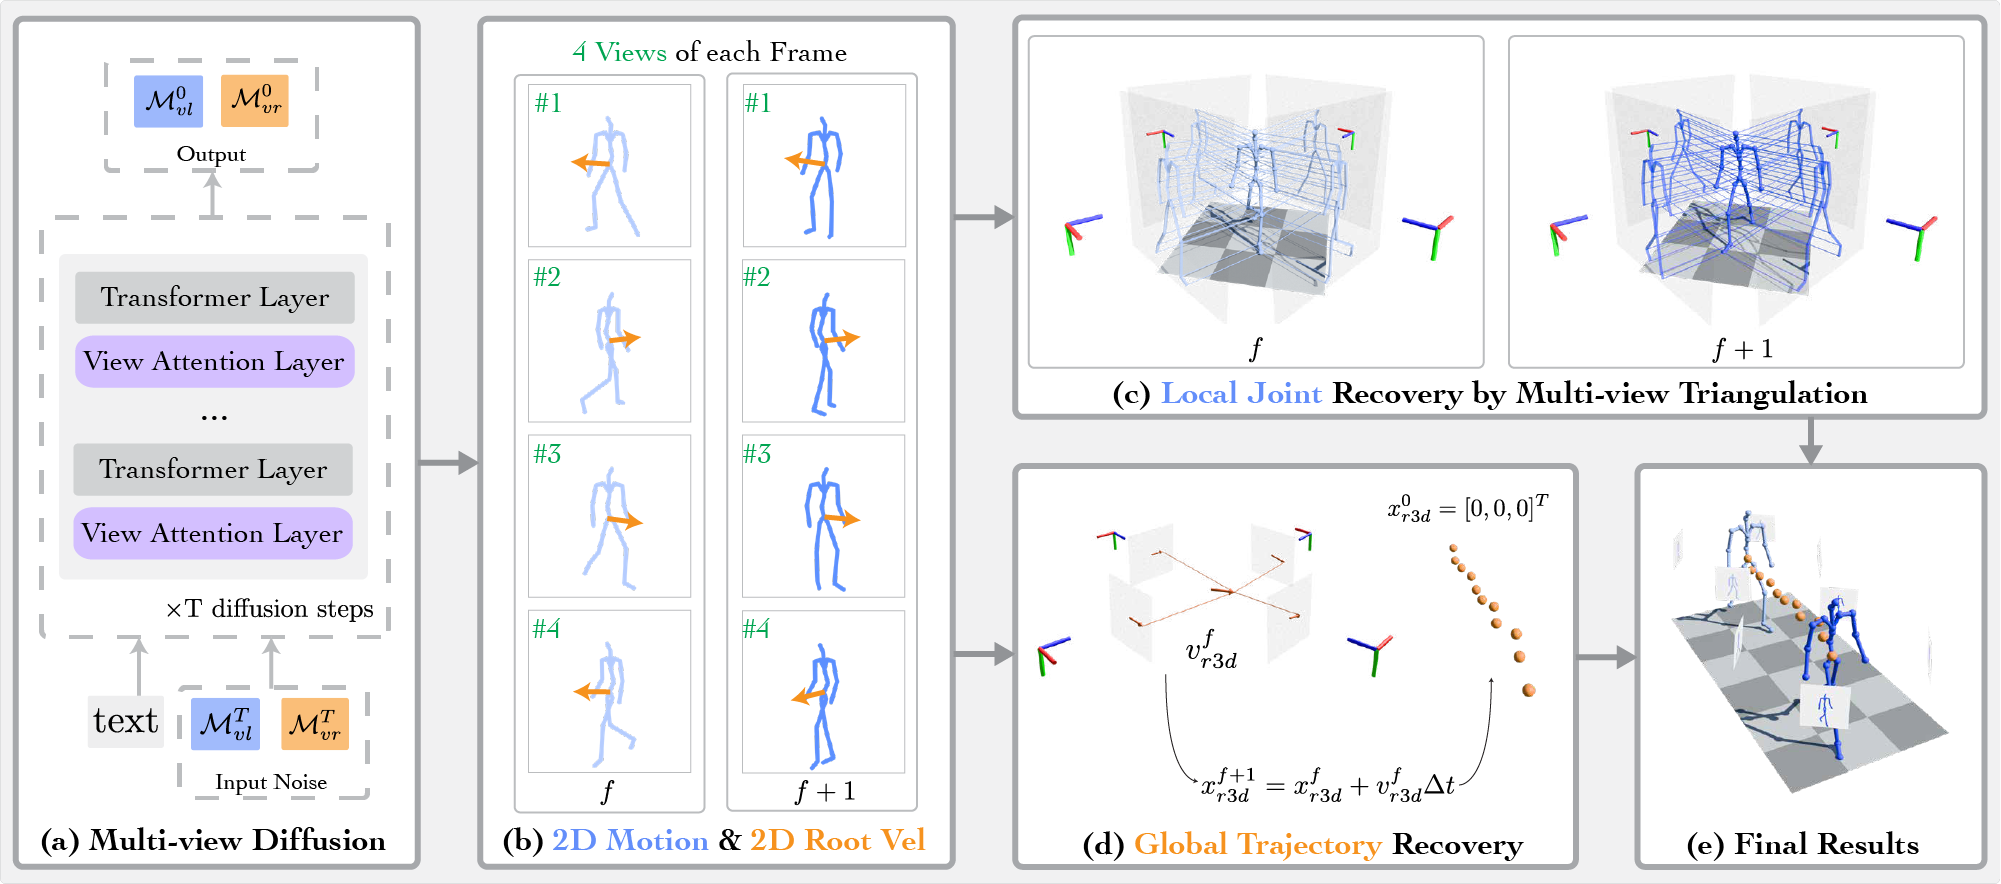 $\mathcal{M}_{vl}^{0}$ $\mathcal{M}_{vr}^{0}$
Output
Transformer Layer
View Attention Layer
...
Transformer Layer
View Attention Layer
×T diffusion steps
text
$\mathcal{M}_{vl}^{T}$ $\mathcal{M}_{vr}^{T}$
Input Noise
(a) Multi-view Diffusion
4 Views of each Frame
#1 #1
#2 #2
#3 #3
#4 #4
f f + 1
(b) 2D Motion & 2D Root Vel
f f + 1
(c) Local Joint Recovery by Multi-view Triangulation
$x_{r3d}^{0} = [0, 0, 0]^{T}$
$v_{r3d}^{f}$
$x_{r3d}^{f+1} = x_{r3d}^{f} + v_{r3d}^{f} \Delta t$
(d) Global Trajectory Recovery
(e) Final Results